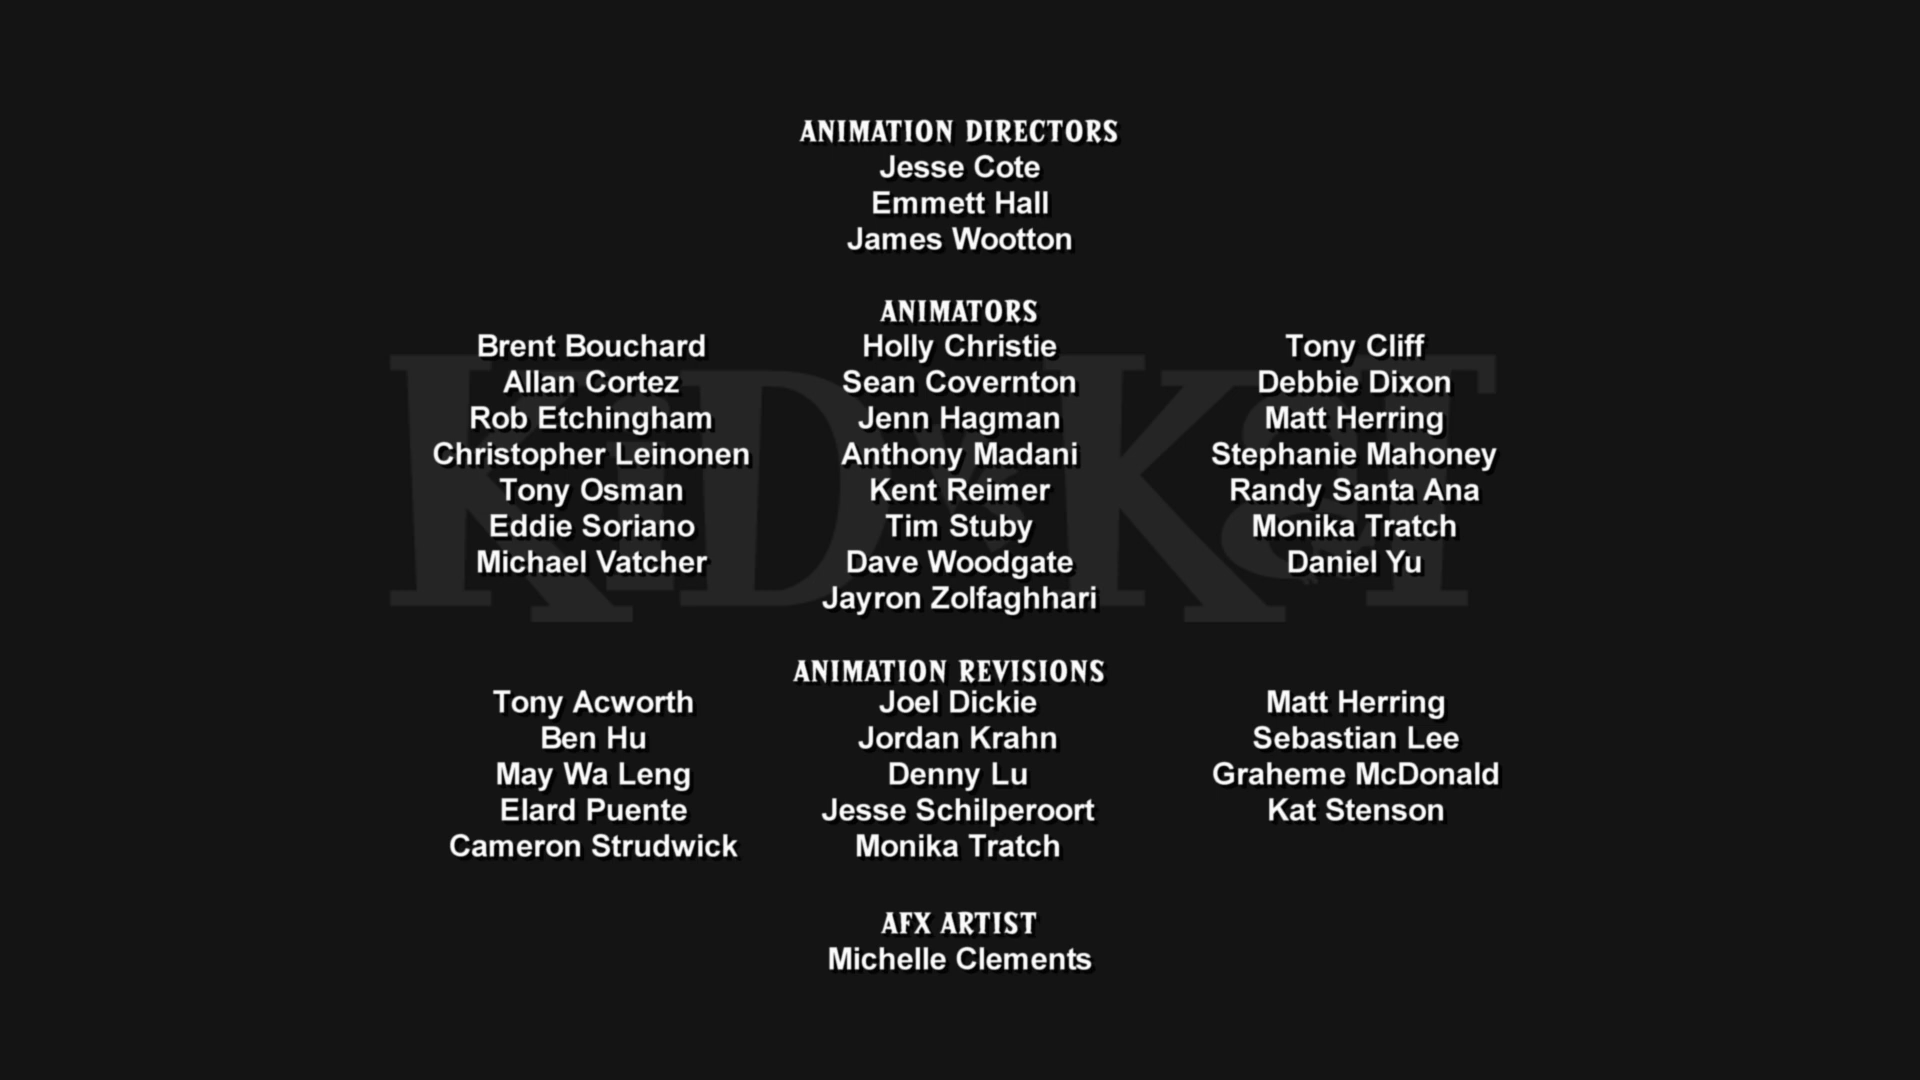 ANIMATION DIRECTORS
Jesse Cote
Emmett Hall
James Wootton
ANIMATORS
Brent Bouchard Holly Christie Tony Cliff
Allan Cortez Sean Covernton Debbie Dixon
Rob Etchingham Jenn Hagman Matt Herring
Christopher Leinonen Anthony Madani Stephanie Mahoney
Tony Osman Kent Reimer Randy Santa Ana
Eddie Soriano Tim Stuby Monika Tratch
Michael Vatcher Dave Woodgate Daniel Yu
Jayron Zolfaghhari
KiD vs KaT
ANIMATION REVISIONS
Tony Acworth Joel Dickie Matt Herring
Ben Hu Jordan Krahn Sebastian Lee
May Wa Leng Denny Lu Graheme McDonald
Elard Puente Jesse Schilperoort Kat Stenson
Cameron Strudwick Monika Tratch
AFX ARTIST
Michelle Clements